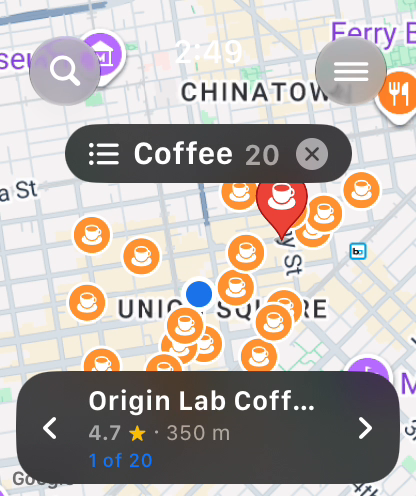 Ferry B
2:49
CHINATOW
Coffee 20
a St
y St
UNION SQUARE
Origin Lab Coff...
4.7 ★ · 350 m
1 of 20
Google